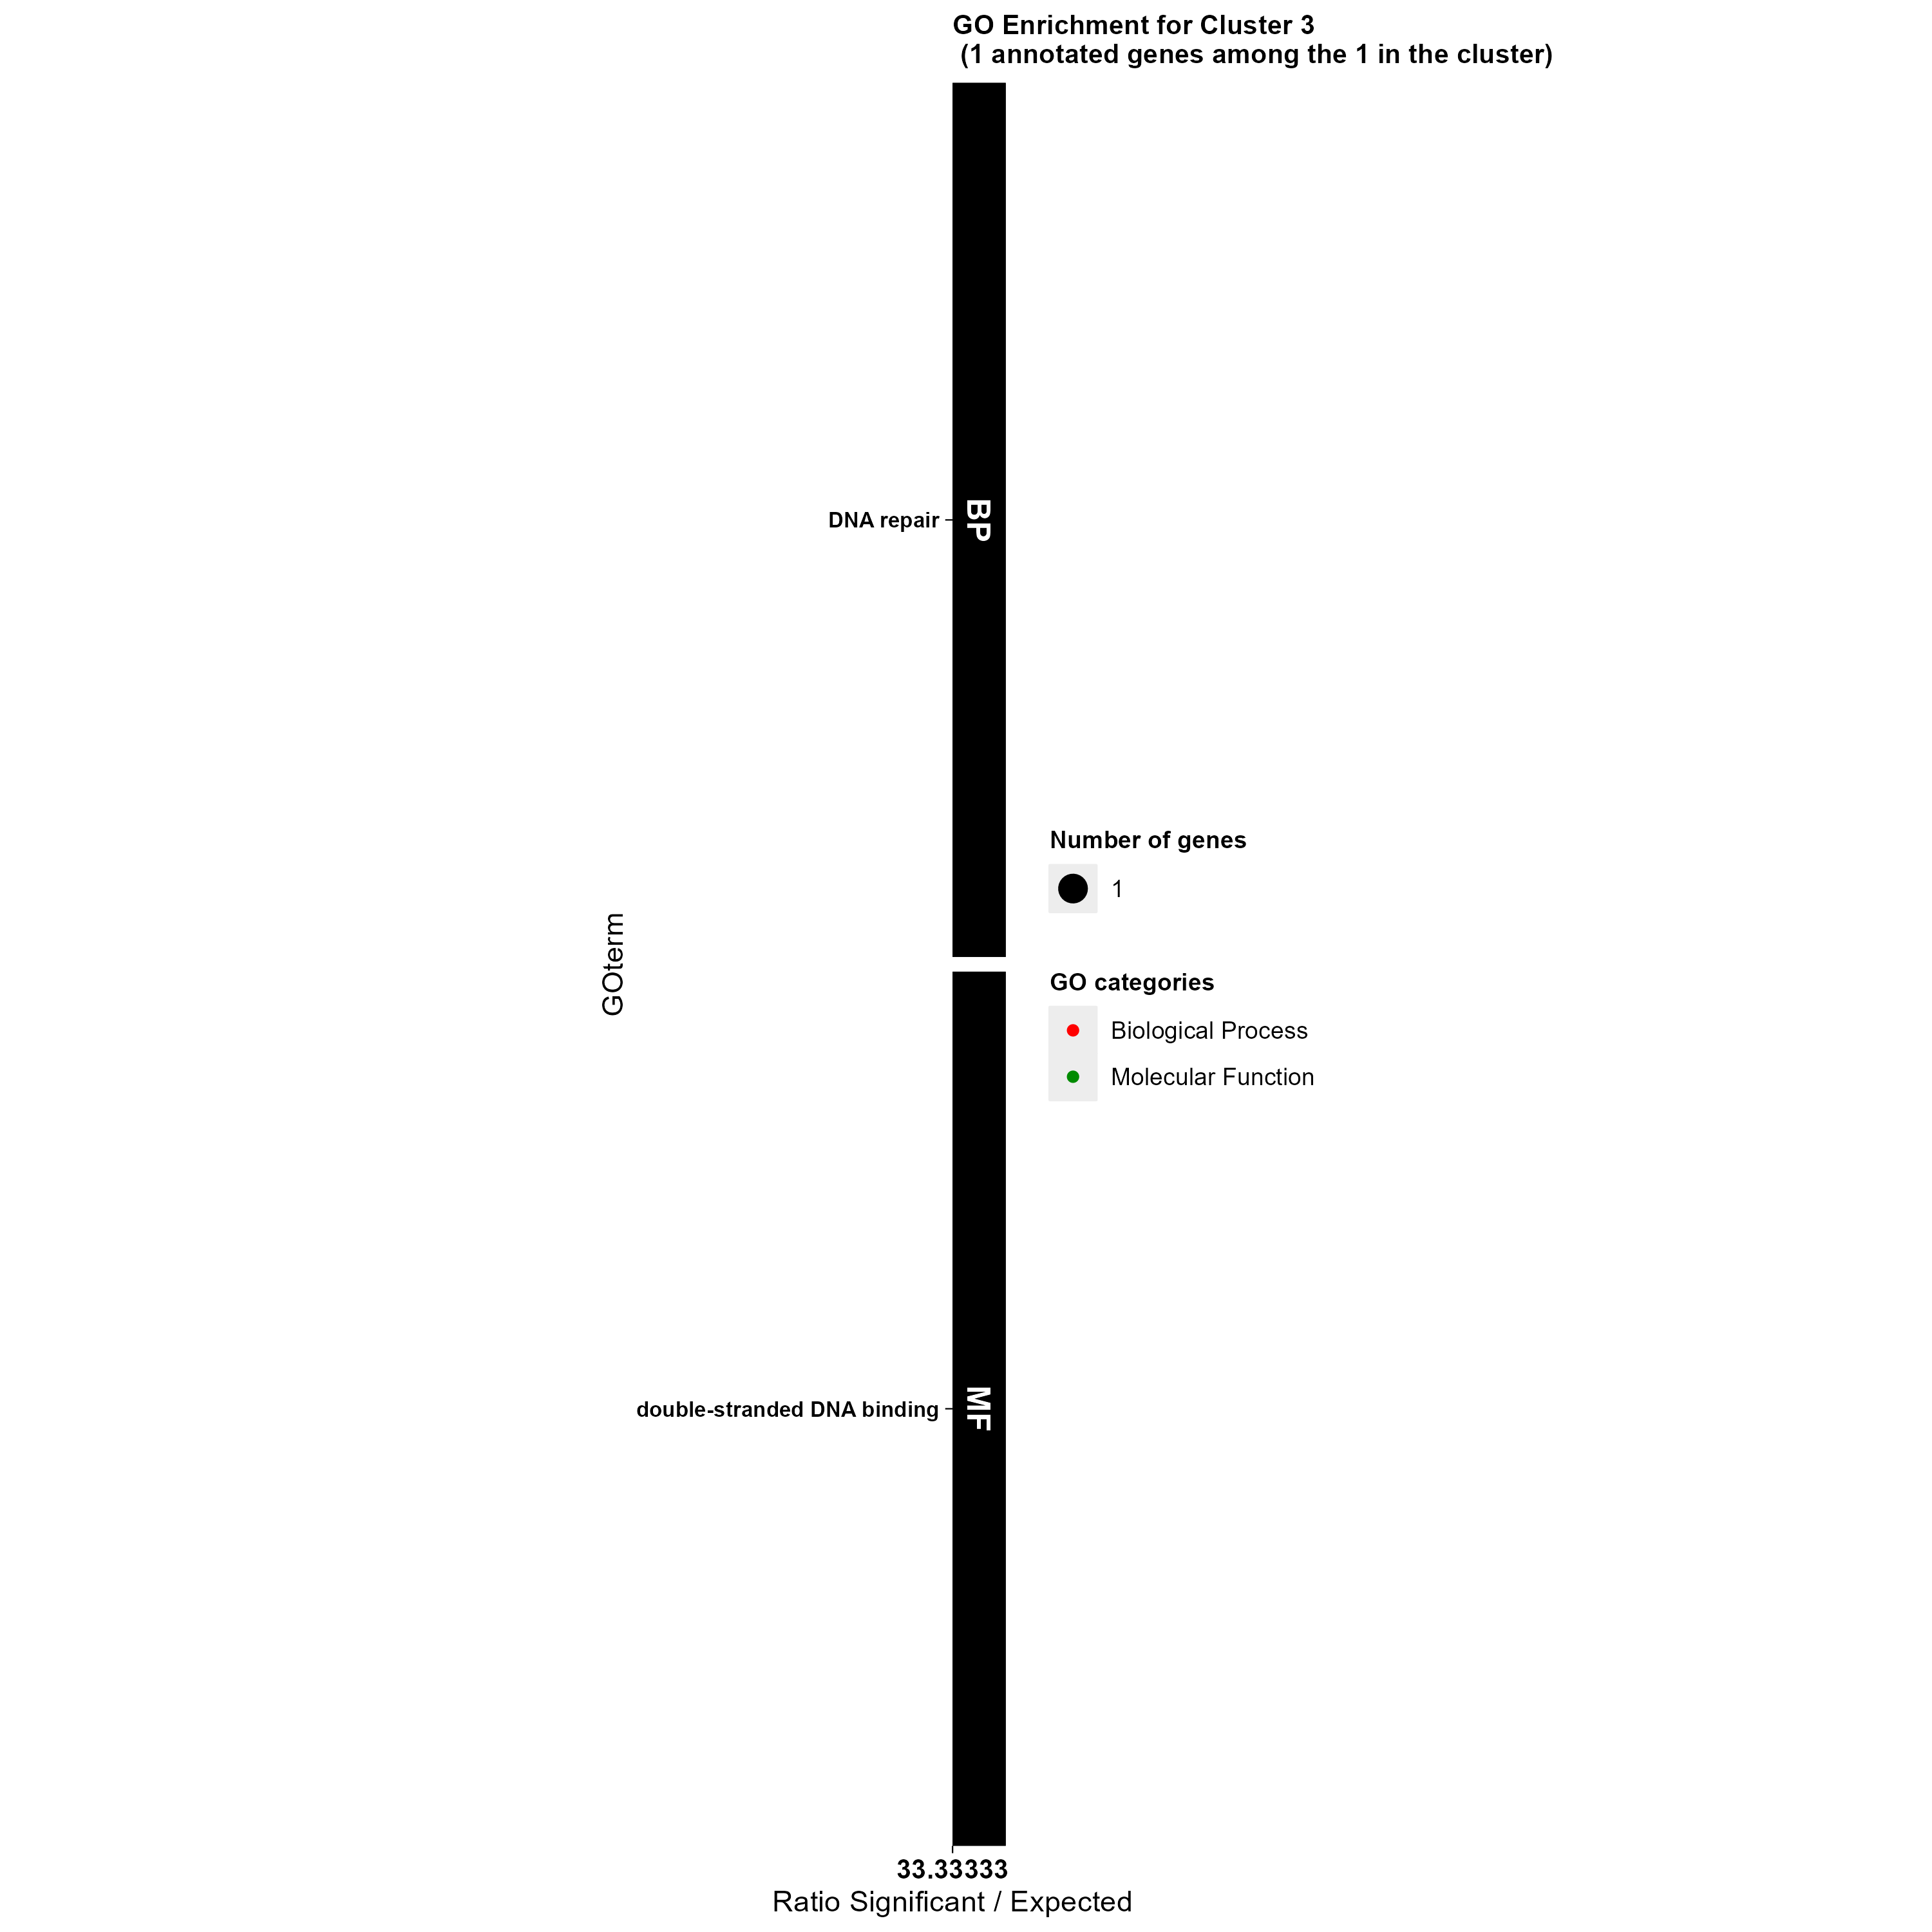 GO Enrichment for Cluster 3
(1 annotated genes among the 1 in the cluster)
BP
DNA repair
Number of genes
1
GOterm
GO categories
Biological Process
Molecular Function
MF
double-stranded DNA binding
33.33333
Ratio Significant / Expected